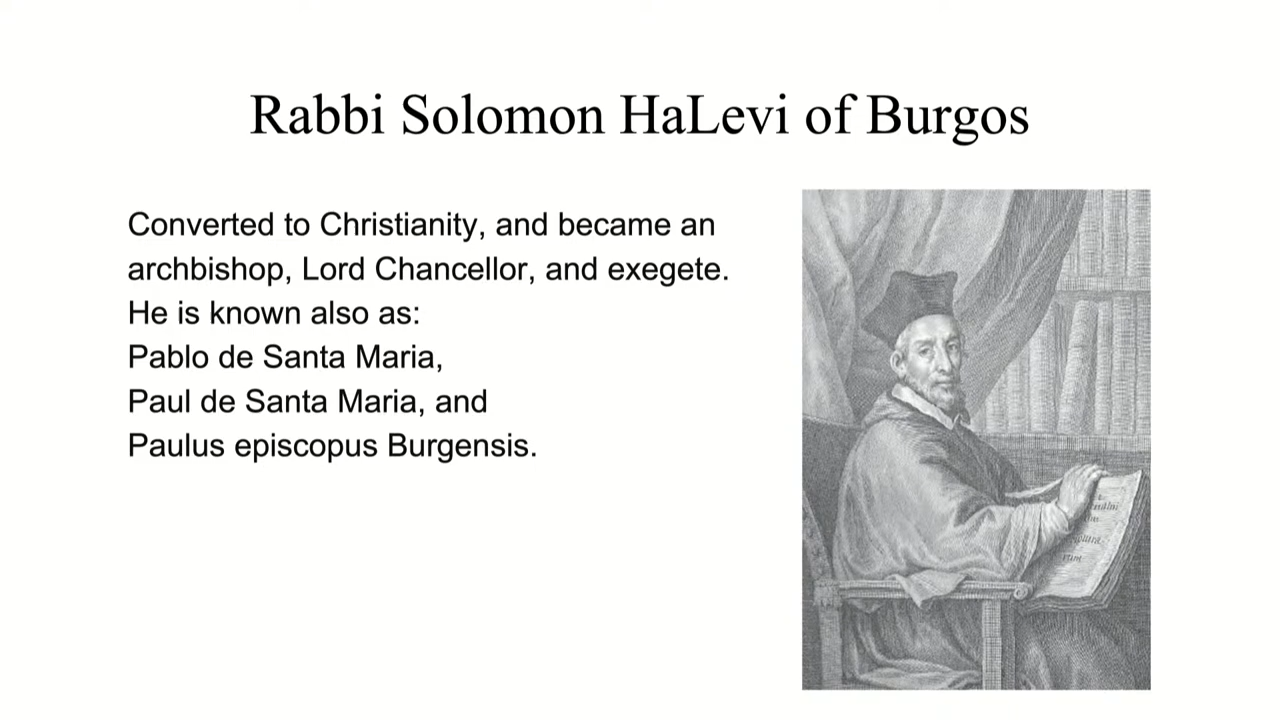 Rabbi Solomon HaLevi of Burgos
Converted to Christianity, and became an
archbishop, Lord Chancellor, and exegete.
He is known also as:
Pablo de Santa Maria,
Paul de Santa Maria, and
Paulus episcopus Burgensis.